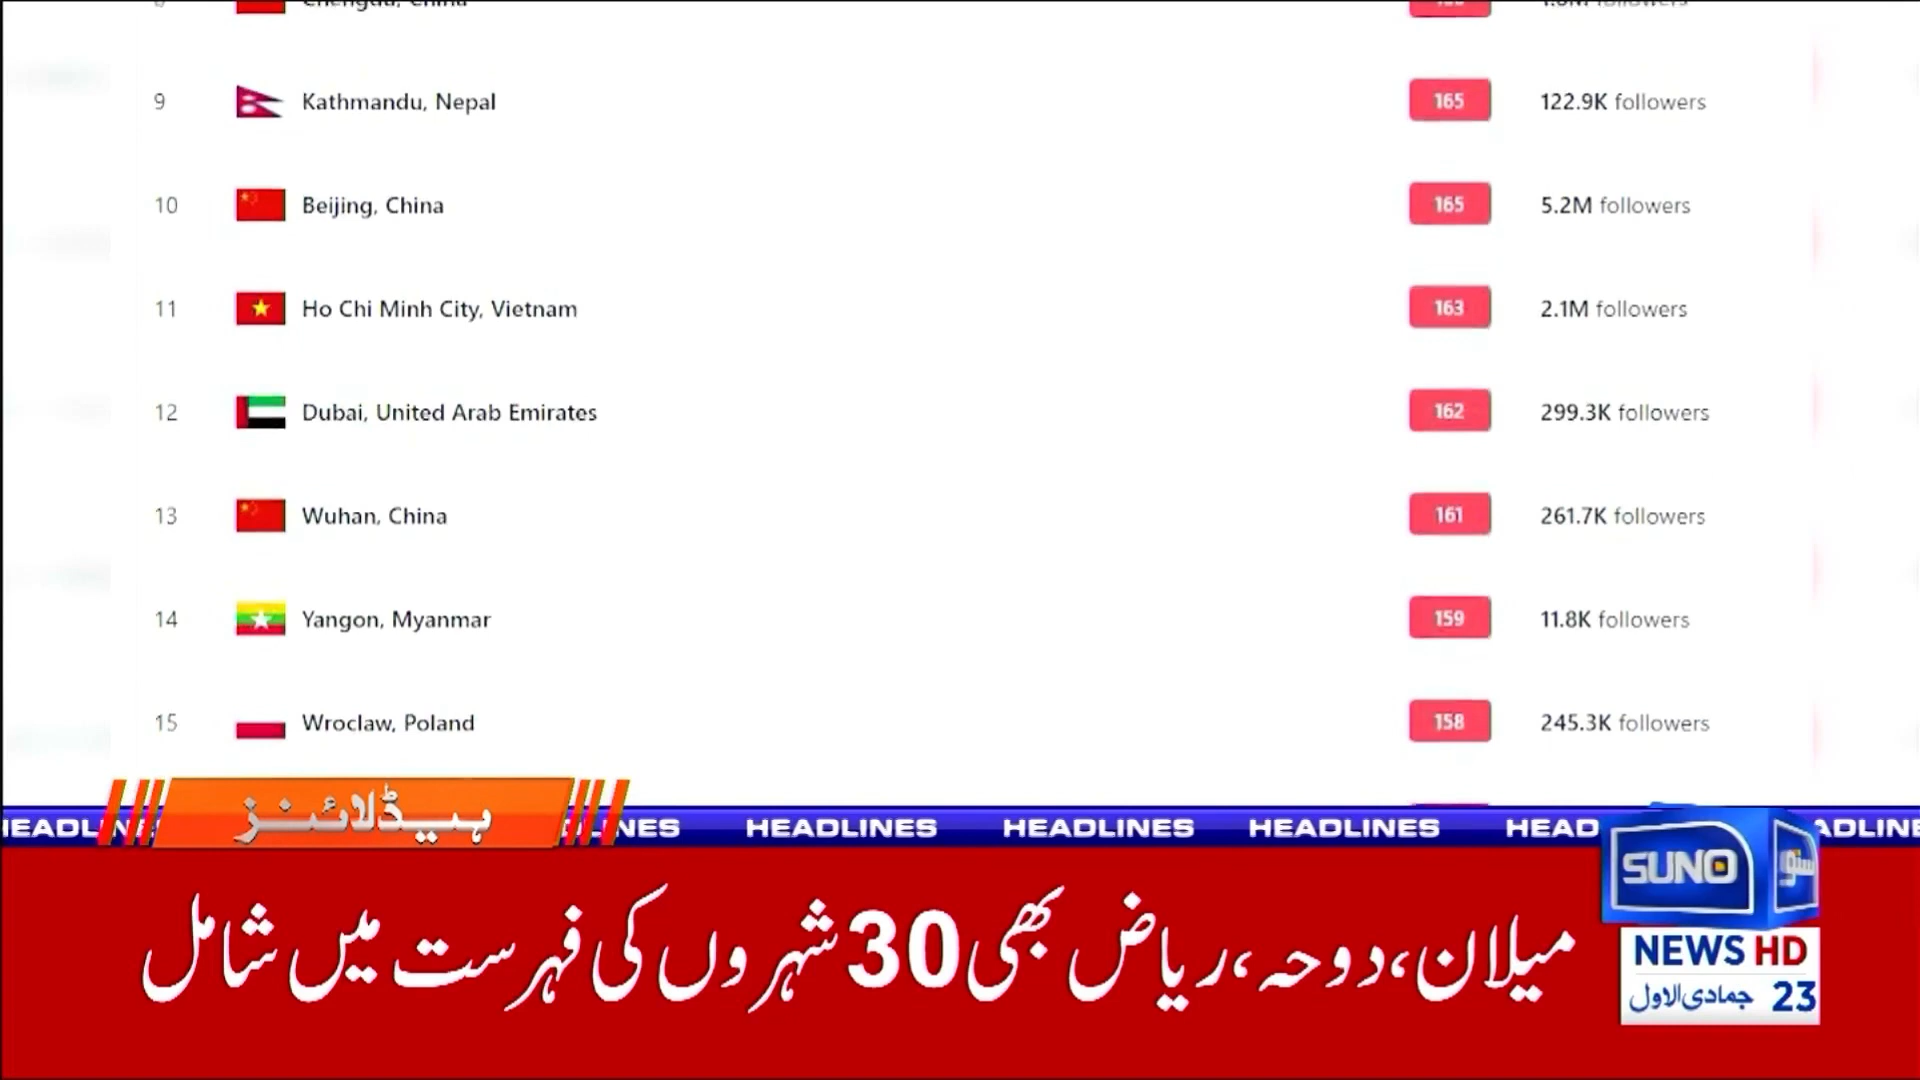 Chengdu, China followers
9 Kathmandu, Nepal 165 122.9K followers
10 Beijing, China 165 5.2M followers
11 Ho Chi Minh City, Vietnam 163 2.1M followers
12 Dubai, United Arab Emirates 162 299.3K followers
13 Wuhan, China 161 261.7K followers
14 Yangon, Myanmar 159 11.8K followers
15 Wroclaw, Poland 158 245.3K followers
ہیڈلائنز
HEADLINES HEADLINES HEADLINES
میلان،دوحہ،ریاض بھی 30 شہروں کی فہرست میں شامل
SUNO سنو
NEWS HD
23 جمادی الاول